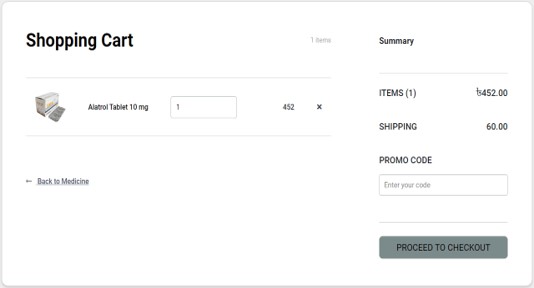 Shopping Cart
1 items
Alatrol Tablet 10 mg 1 452 ×
← Back to Medicine
Summary
ITEMS (1) ৳452.00
SHIPPING 60.00
PROMO CODE
Enter your code
PROCEED TO CHECKOUT